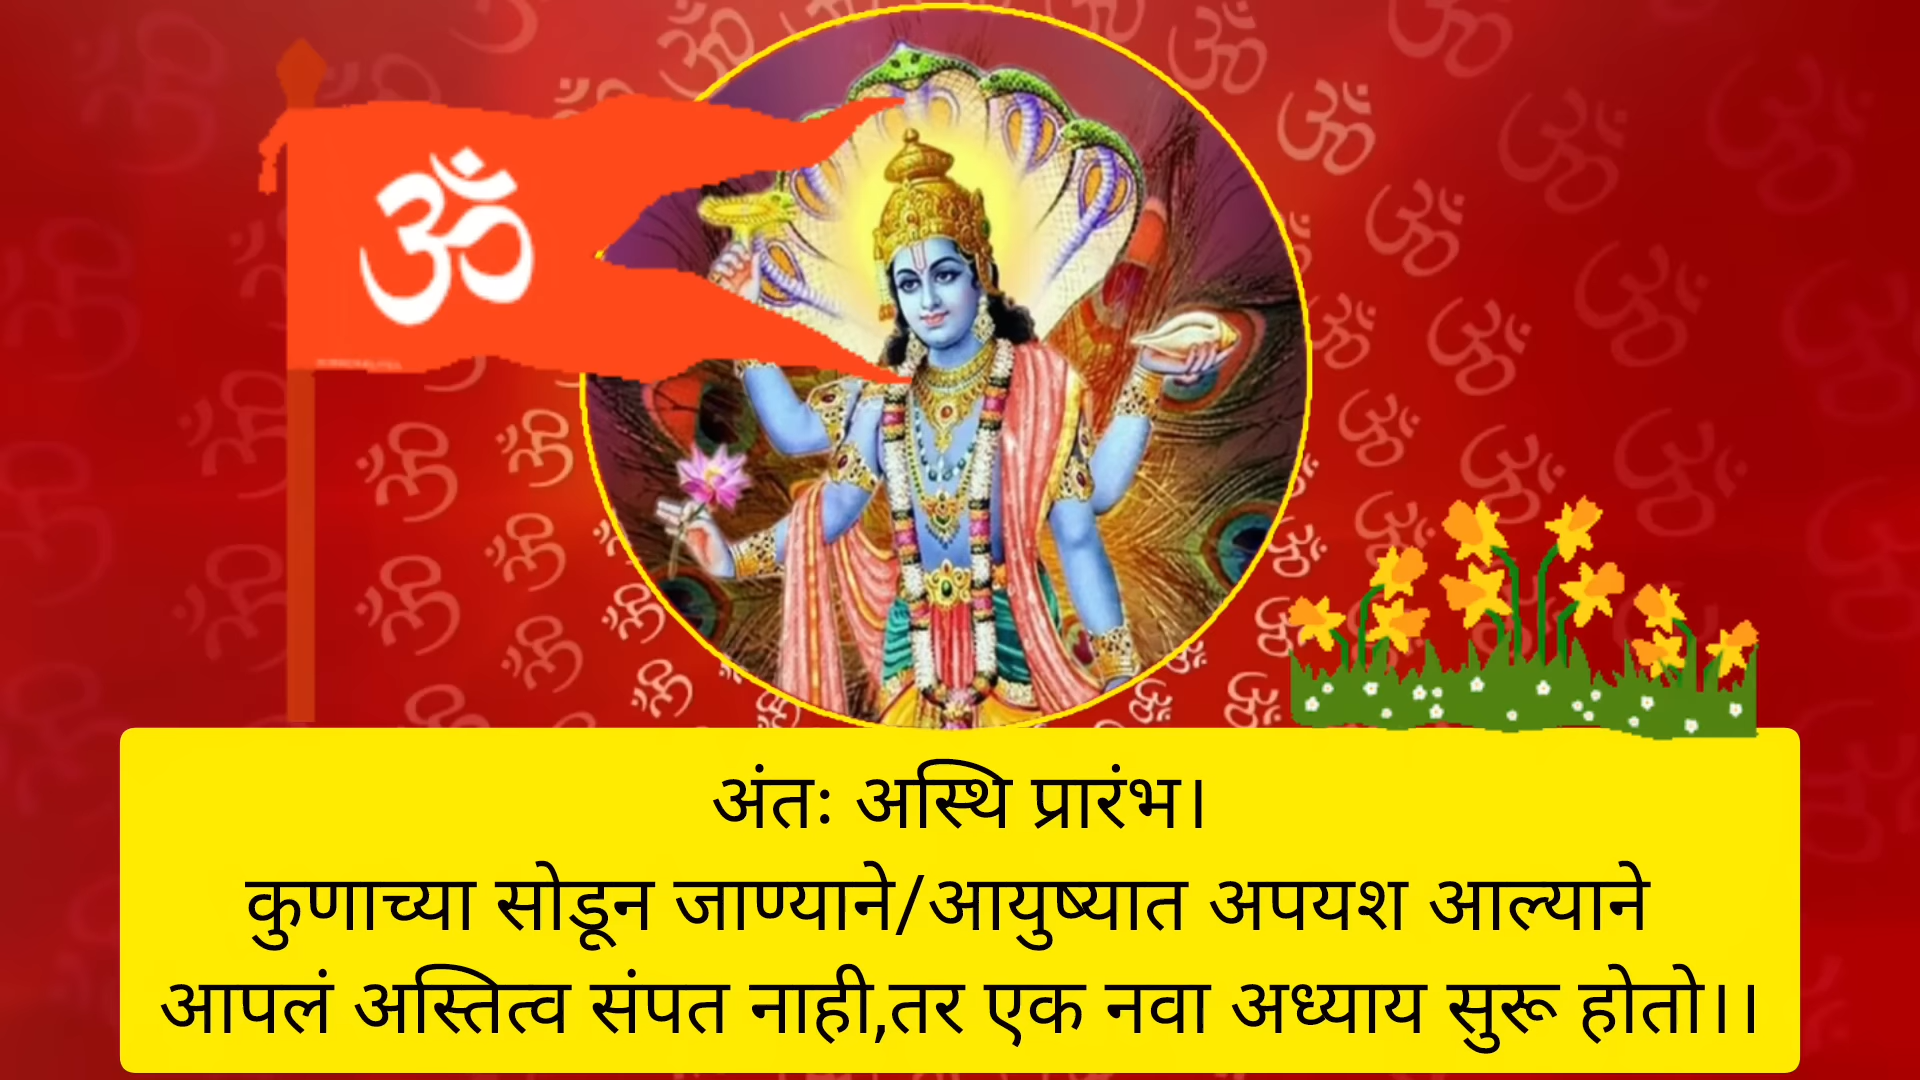 ॐ
अंतः अस्थि प्रारंभ।
कुणाच्या सोडून जाण्याने/आयुष्यात अपयश आल्याने
आपलं अस्तित्व संपत नाही,तर एक नवा अध्याय सुरू होतो।।